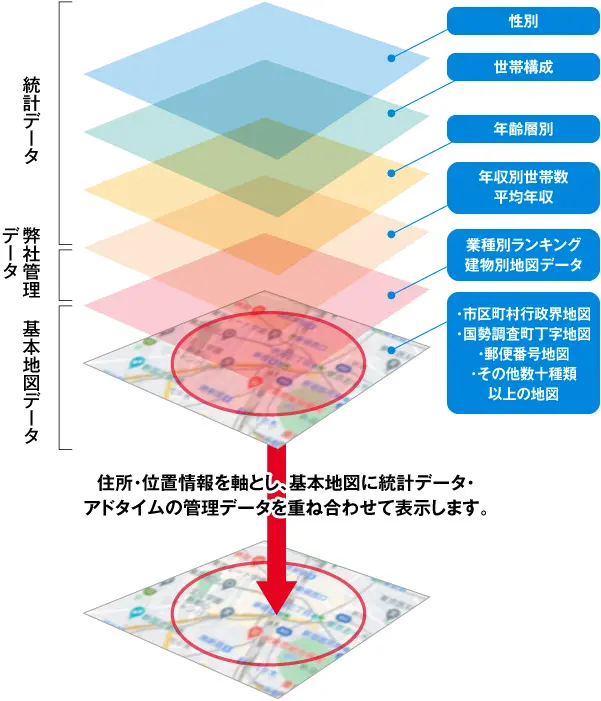 統計データ
弊社管理
データ
基本地図データ
性別
世帯構成
年齢層別
年収別世帯数
平均年収
業種別ランキング
建物別地図データ
・市区町村行政界地図
・国勢調査町丁字地図
・郵便番号地図
・その他数十種類
以上の地図
住所・位置情報を軸とし、基本地図に統計データ・
アドタイムの管理データを重ね合わせて表示します。